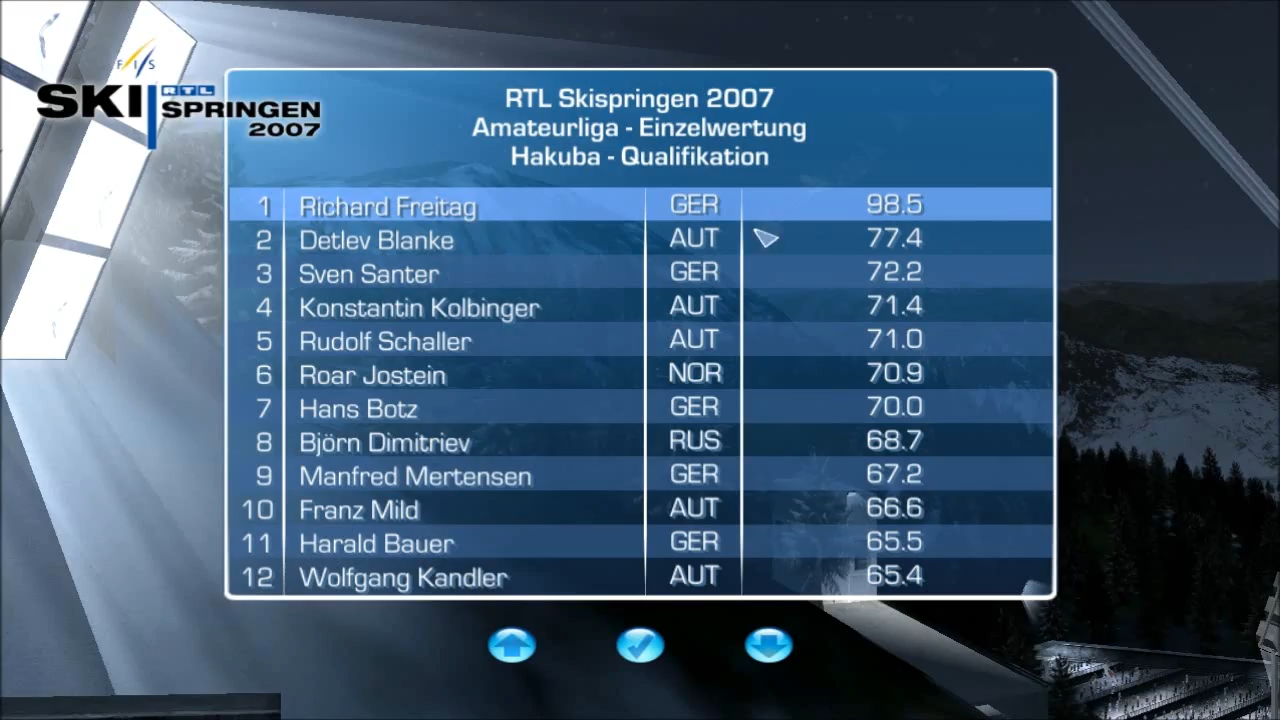 FIS
SKI RTL SPRINGEN 2007
RTL Skispringen 2007
Amateurliga - Einzelwertung
Hakuba - Qualifikation
1 Richard Freitag GER 98.5
2 Detlev Blanke AUT 77.4
3 Sven Santer GER 72.2
4 Konstantin Kolbinger AUT 71.4
5 Rudolf Schaller AUT 71.0
6 Roar Jostein NOR 70.9
7 Hans Botz GER 70.0
8 Björn Dimitriev RUS 68.7
9 Manfred Mertensen GER 67.2
10 Franz Mild AUT 66.6
11 Harald Bauer GER 65.5
12 Wolfgang Kandler AUT 65.4